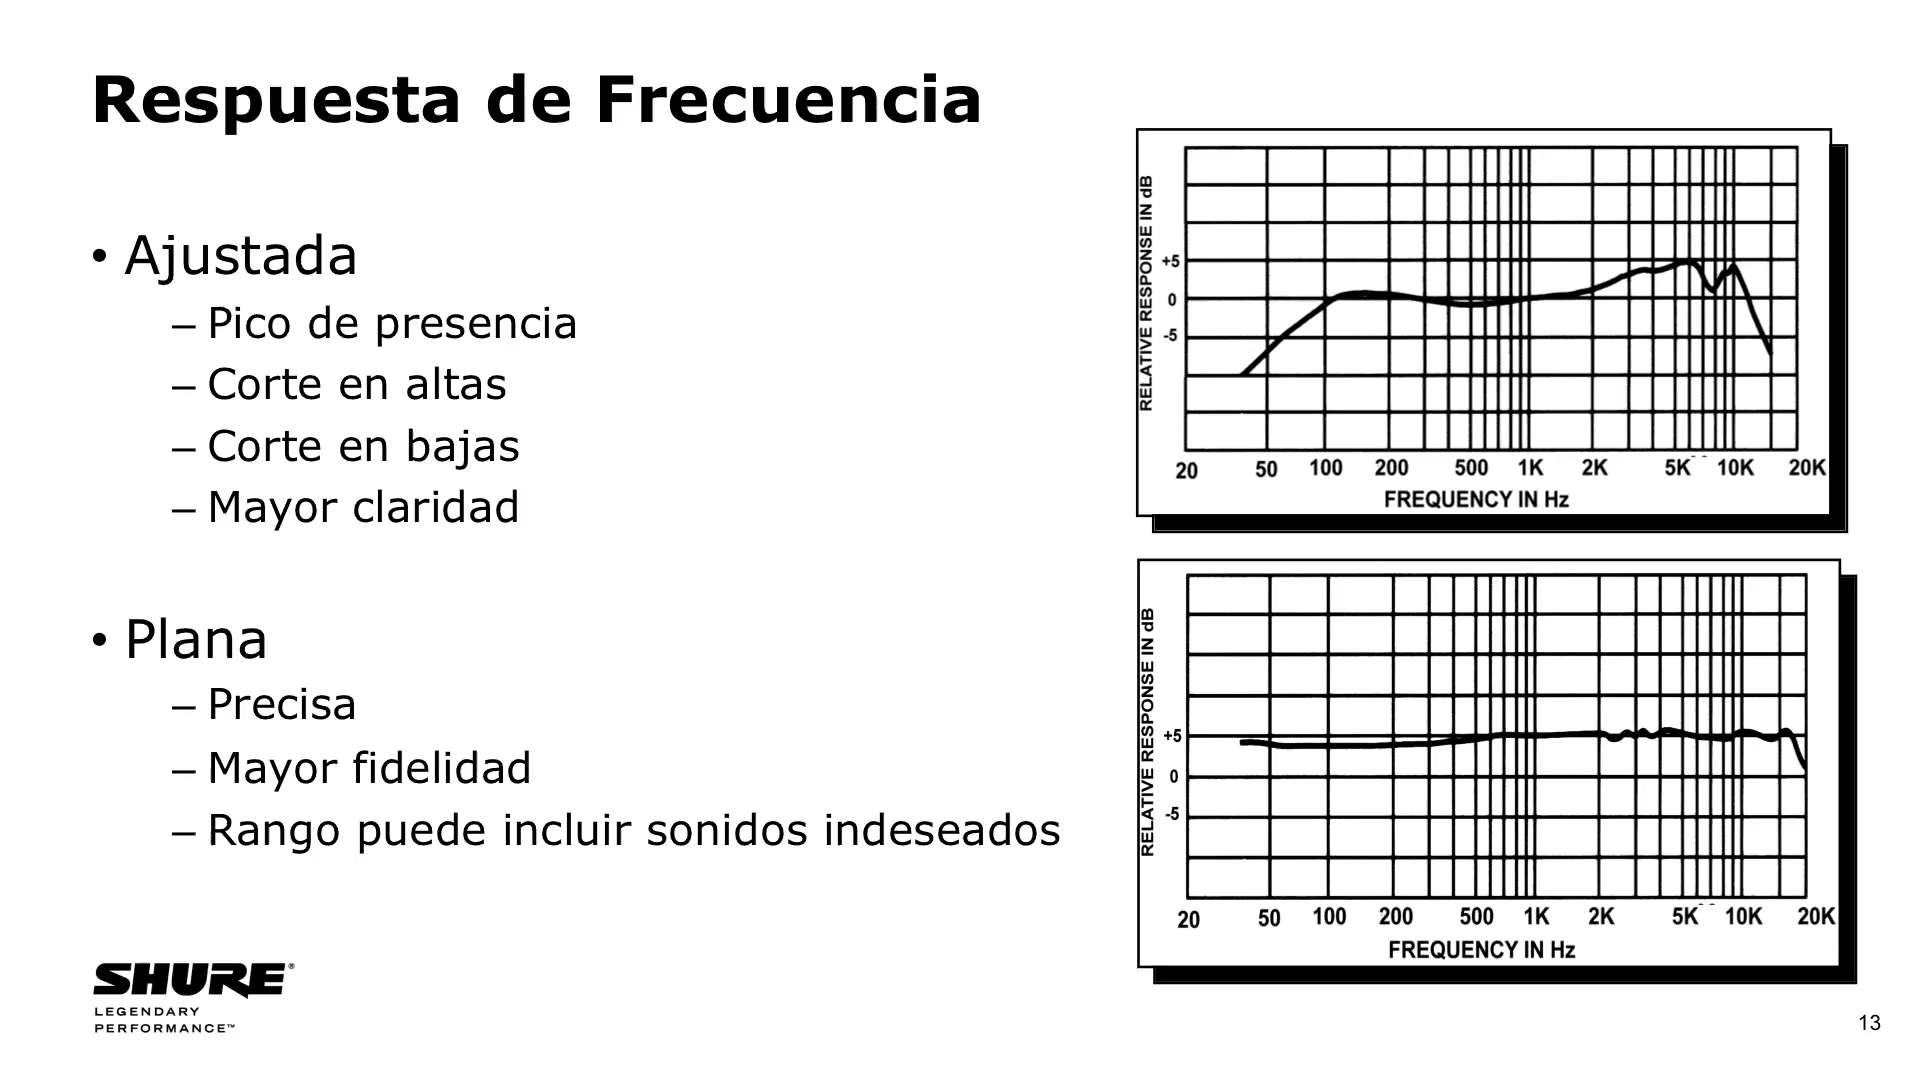 Respuesta de Frecuencia
• Ajustada
– Pico de presencia
– Corte en altas
– Corte en bajas
– Mayor claridad
• Plana
– Precisa
– Mayor fidelidad
– Rango puede incluir sonidos indeseados
RELATIVE RESPONSE IN dB
+5
0
-5
20 50 100 200 500 1K 2K 5K 10K 20K
FREQUENCY IN Hz
RELATIVE RESPONSE IN dB
+5
0
-5
20 50 100 200 500 1K 2K 5K 10K 20K
FREQUENCY IN Hz
SHURE®
LEGENDARY
PERFORMANCE™
13